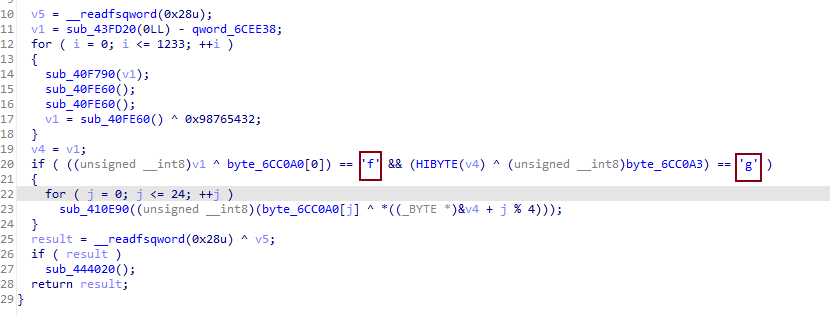 10 v5 = __readfsqword(0x28u);
11 v1 = sub_43FD20(0LL) - qword_6CEE38;
12 for ( i = 0; i <= 1233; ++i )
13 {
14 sub_40F790(v1);
15 sub_40FE60();
16 sub_40FE60();
17 v1 = sub_40FE60() ^ 0x98765432;
18 }
19 v4 = v1;
20 if ( ((unsigned __int8)v1 ^ byte_6CC0A0[0]) == 'f' && (HIBYTE(v4) ^ (unsigned __int8)byte_6CC0A3) == 'g' )
21 {
22 for ( j = 0; j <= 24; ++j )
23 sub_410E90((unsigned __int8)(byte_6CC0A0[j] ^ *((_BYTE *)&v4 + j % 4)));
24 }
25 result = __readfsqword(0x28u) ^ v5;
26 if ( result )
27 sub_444020();
28 return result;
29 }